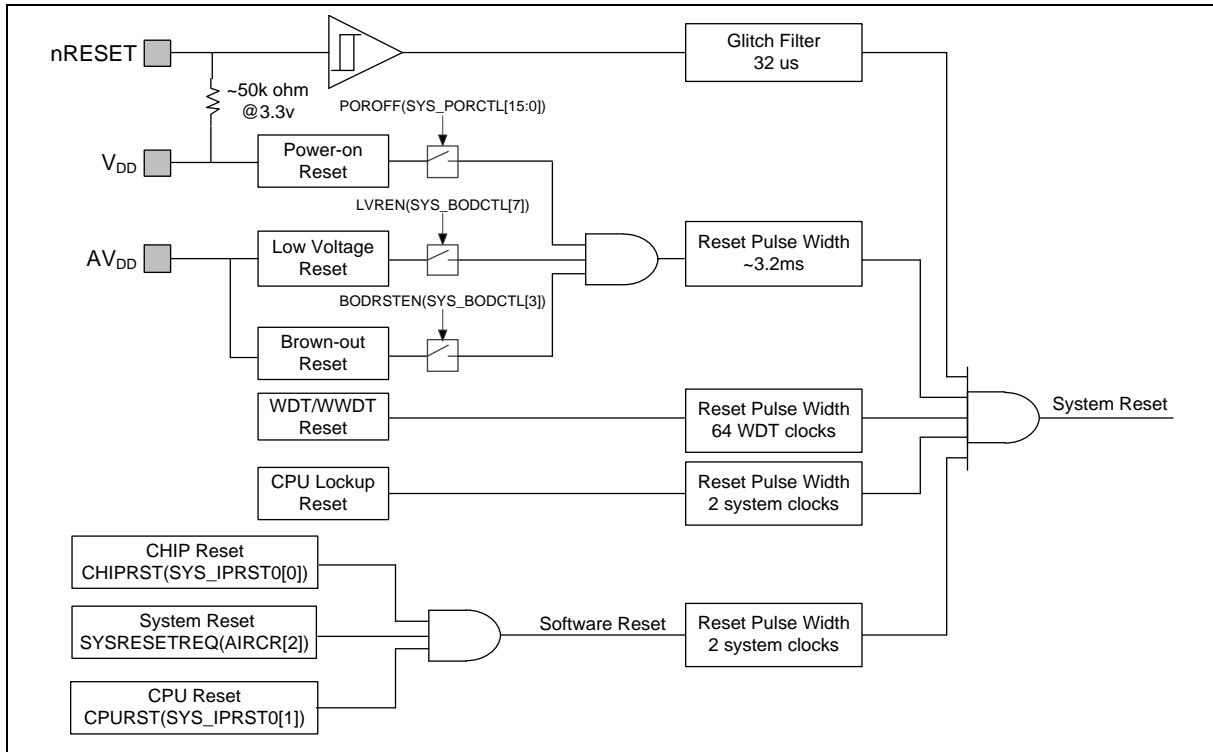 nRESET
Glitch Filter
32 us
~50k ohm
@3.3v
POROFF(SYS_PORCTL[15:0])
VDD
Power-on
Reset
LVREN(SYS_BODCTL[7])
AVDD
Low Voltage
Reset
Reset Pulse Width
~3.2ms
BODRSTEN(SYS_BODCTL[3])
Brown-out
Reset
WDT/WWDT
Reset
Reset Pulse Width
64 WDT clocks
System Reset
CPU Lockup
Reset
Reset Pulse Width
2 system clocks
CHIP Reset
CHIPRST(SYS_IPRST0[0])
System Reset
SYSRESETREQ(AIRCR[2])
Software Reset
Reset Pulse Width
2 system clocks
CPU Reset
CPURST(SYS_IPRST0[1])